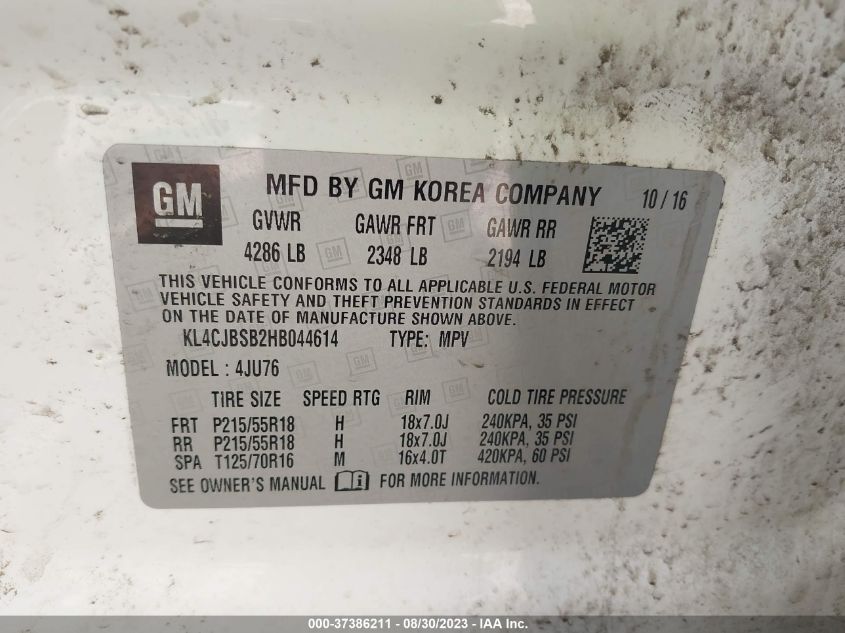 GM MFD BY GM KOREA COMPANY 10 / 16
GVWR GAWR FRT GAWR RR
4286 LB 2348 LB 2194 LB
THIS VEHICLE CONFORMS TO ALL APPLICABLE U.S. FEDERAL MOTOR
VEHICLE SAFETY AND THEFT PREVENTION STANDARDS IN EFFECT
ON THE DATE OF MANUFACTURE SHOWN ABOVE.
KL4CJBSB2HB044614 TYPE: MPV
MODEL : 4JU76
TIRE SIZE SPEED RTG RIM COLD TIRE PRESSURE
FRT P215/55R18 H 18x7.0J 240KPA, 35 PSI
RR P215/55R18 H 18x7.0J 240KPA, 35 PSI
SPA T125/70R16 M 16x4.0T 420KPA, 60 PSI
SEE OWNER'S MANUAL FOR MORE INFORMATION.
000-37386211 - 08/30/2023 - IAA Inc.